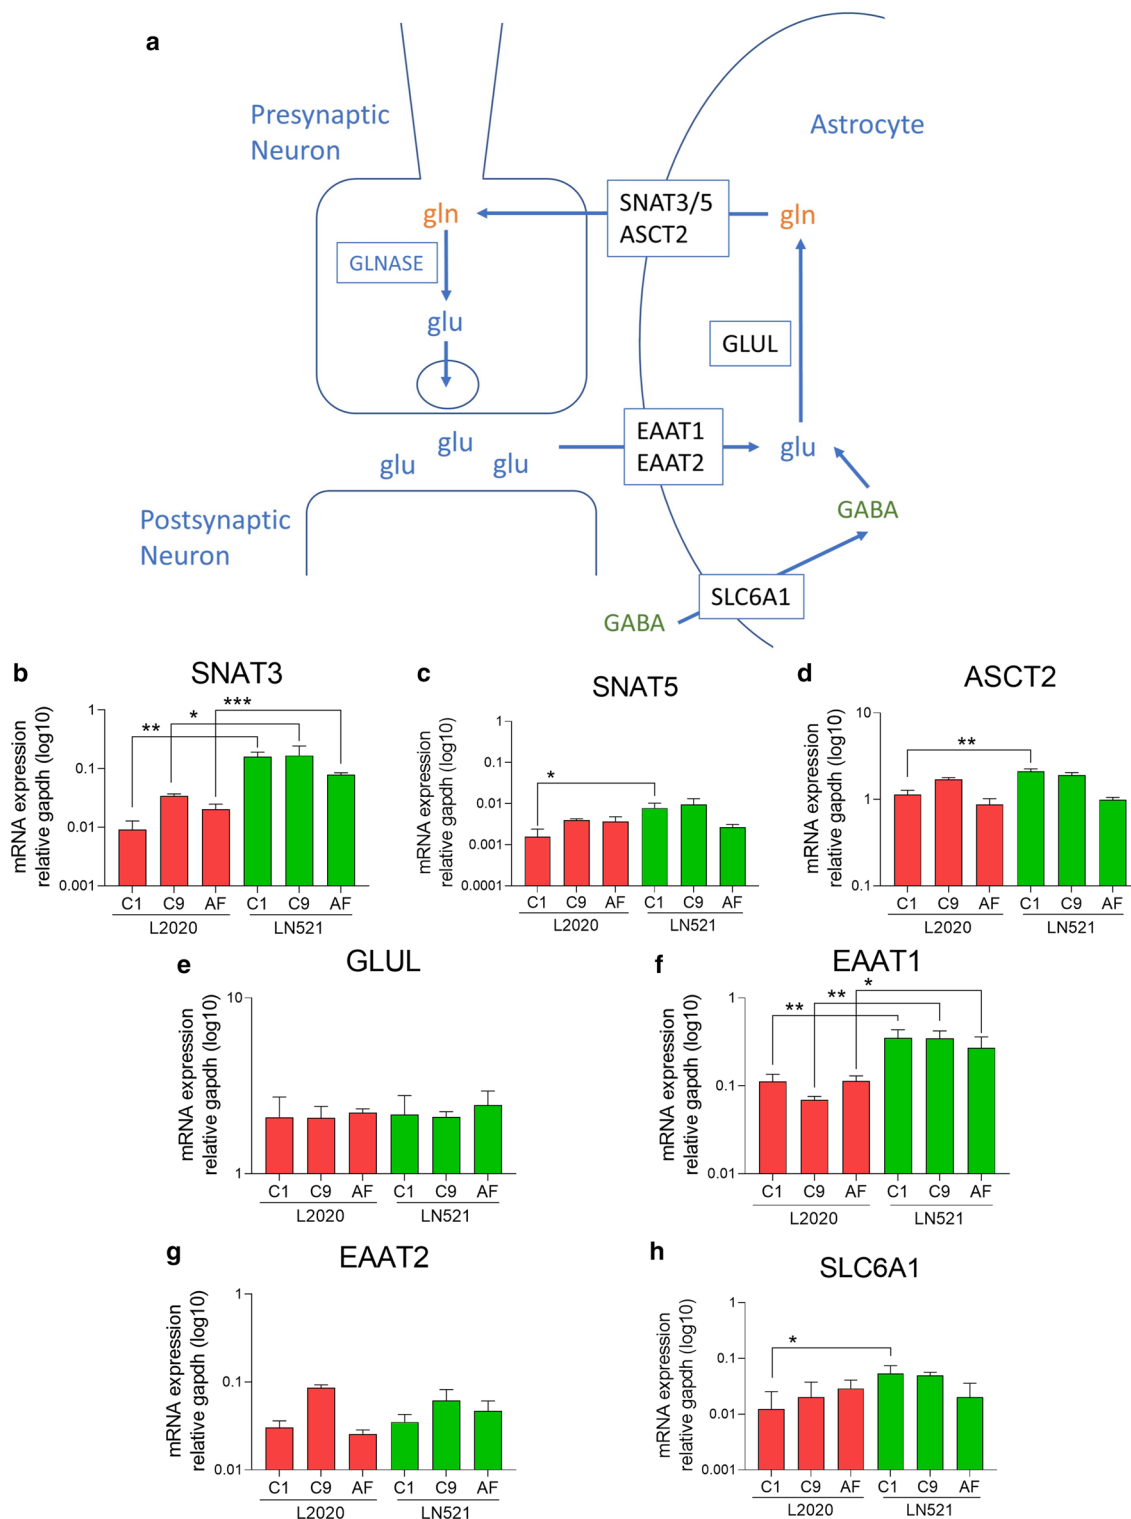 a
Presynaptic
Neuron
Astrocyte
gln
SNAT3/5
ASCT2
gln
GLNASE
glu
GLUL
glu
glu
glu
EAAT1
EAAT2
glu
GABA
Postsynaptic
Neuron
SLC6A1
GABA
b
SNAT3
mRNA expression
relative gapdh (log10)
1
0.1
0.01
0.001
**
*
***
C1 C9 AF C1 C9 AF
L2020 LN521
c
SNAT5
mRNA expression
relative gapdh (log10)
1
0.1
0.01
0.001
0.0001
*
C1 C9 AF C1 C9 AF
L2020 LN521
d
ASCT2
mRNA expression
relative gapdh (log10)
10
1
0.1
**
C1 C9 AF C1 C9 AF
L2020 LN521
e
GLUL
mRNA expression
relative gapdh (log10)
10
1
C1 C9 AF C1 C9 AF
L2020 LN521
f
EAAT1
mRNA expression
relative gapdh (log10)
1
0.1
0.01
**
**
*
C1 C9 AF C1 C9 AF
L2020 LN521
g
EAAT2
mRNA expression
relative gapdh (log10)
1
0.1
0.01
C1 C9 AF C1 C9 AF
L2020 LN521
h
SLC6A1
mRNA expression
relative gapdh (log10)
1
0.1
0.01
0.001
*
C1 C9 AF C1 C9 AF
L2020 LN521